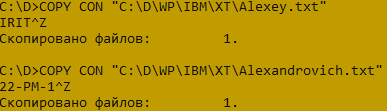 C:\D>COPY CON "C:\D\WP\IBM\XT\Alexey.txt"
IRIT^Z
Скопировано файлов:         1.
C:\D>COPY CON "C:\D\WP\IBM\XT\Alexandrovich.txt"
22-PM-1^Z
Скопировано файлов:         1.